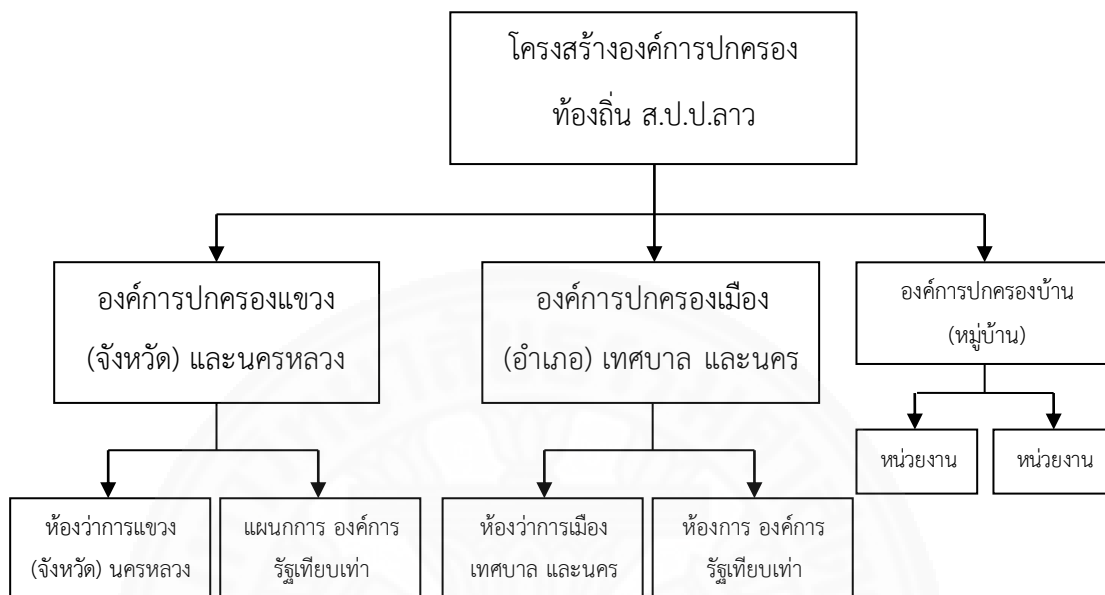 โครงสร้างองค์การปกครอง
ท้องถิ่น ส.ป.ป.ลาว
องค์การปกครองแขวง
(จังหวัด) และนครหลวง
องค์การปกครองเมือง
(อำเภอ) เทศบาล และนคร
องค์การปกครองบ้าน
(หมู่บ้าน)
หน่วยงาน
หน่วยงาน
ห้องว่าการแขวง
(จังหวัด) นครหลวง
แผนกการ องค์การ
รัฐเทียบเท่า
ห้องว่าการเมือง
เทศบาล และนคร
ห้องการ องค์การ
รัฐเทียบเท่า